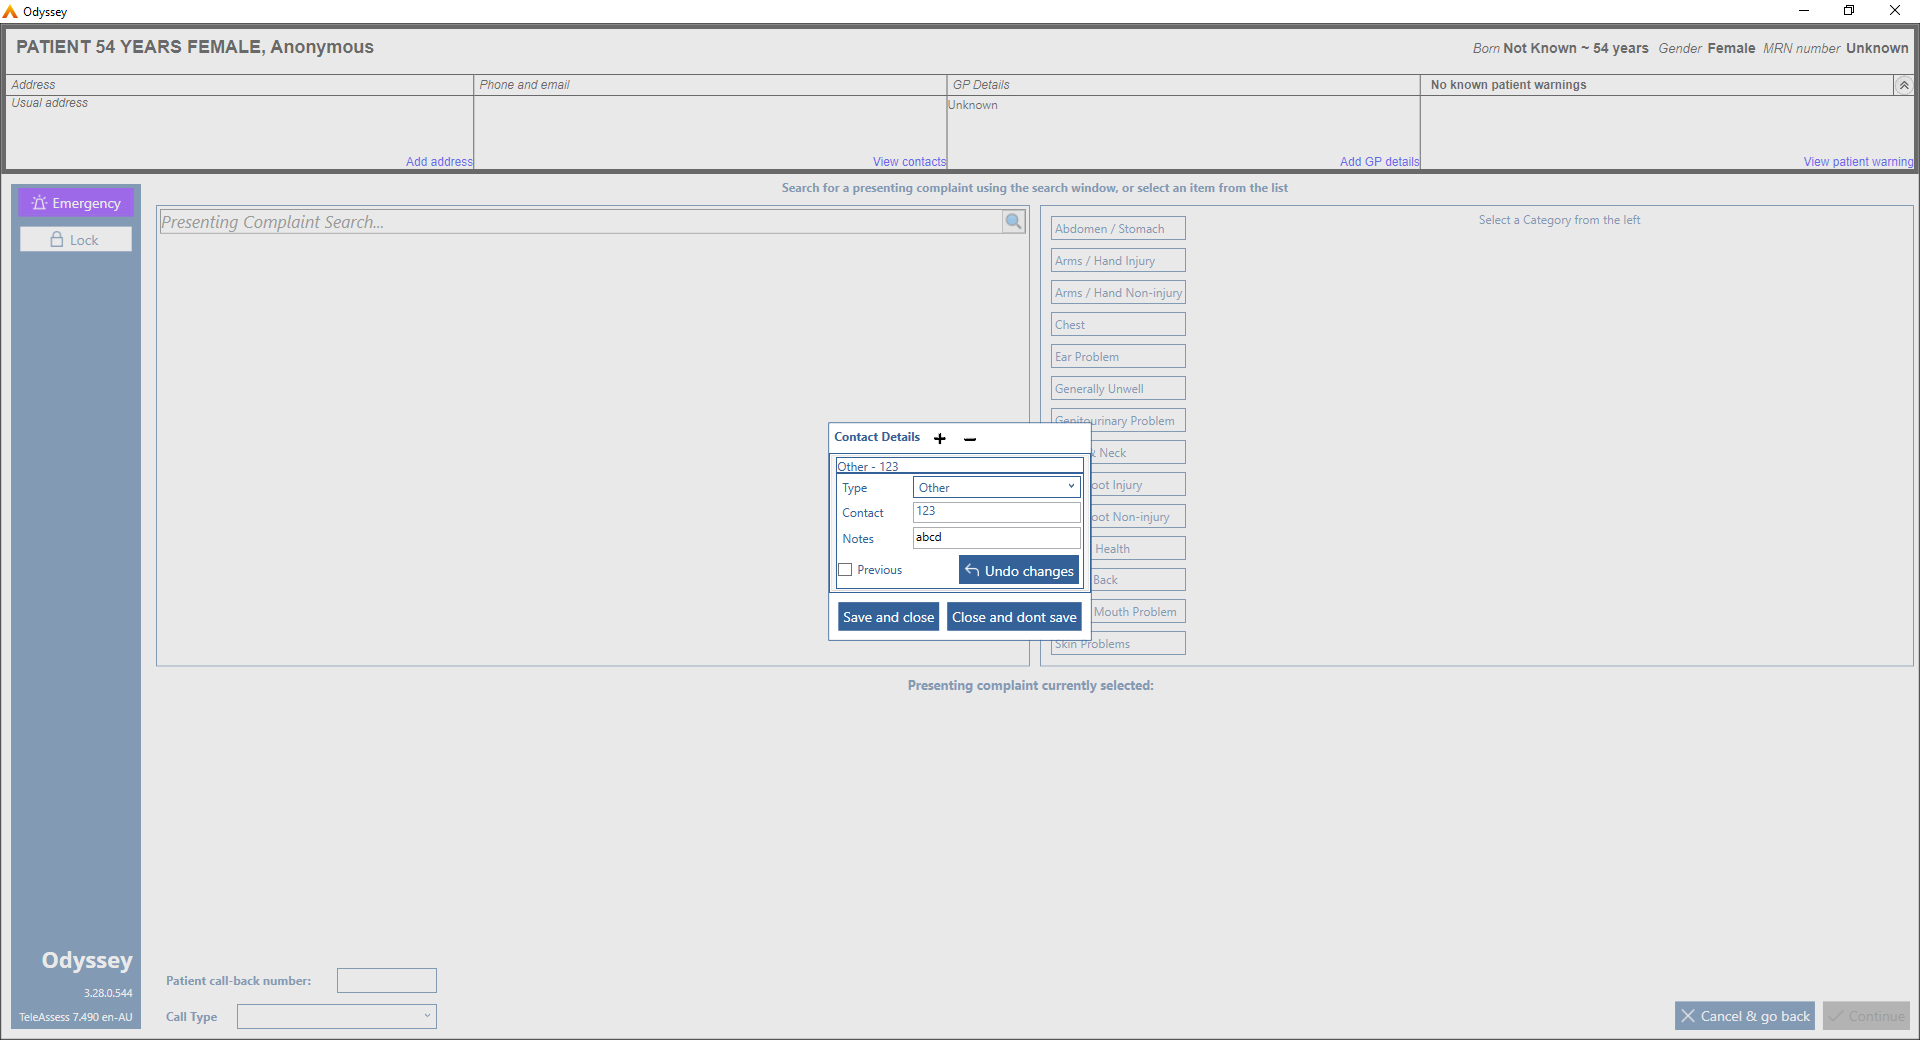 Odyssey
PATIENT 54 YEARS FEMALE, Anonymous
Born Not Known ~ 54 years Gender Female MRN number Unknown
Address
Usual address
Add address
Phone and email
View contacts
GP Details
Unknown
Add GP details
No known patient warnings
View patient warning
Emergency
Lock
Search for a presenting complaint using the search window, or select an item from the list
Presenting Complaint Search...
Abdomen / Stomach
Arms / Hand Injury
Arms / Hand Non-injury
Chest
Ear Problem
Generally Unwell
Genitourinary Problem
& Neck
oot Injury
oot Non-injury
Health
Back
Mouth Problem
Skin Problems
Select a Category from the left
Contact Details
Other - 123
Type Other
Contact 123
Notes abcd
Previous
Undo changes
Save and close
Close and dont save
Presenting complaint currently selected:
Odyssey
3.28.0.544
TeleAssess 7.490 en-AU
Patient call-back number:
Call Type
Cancel & go back
Continue